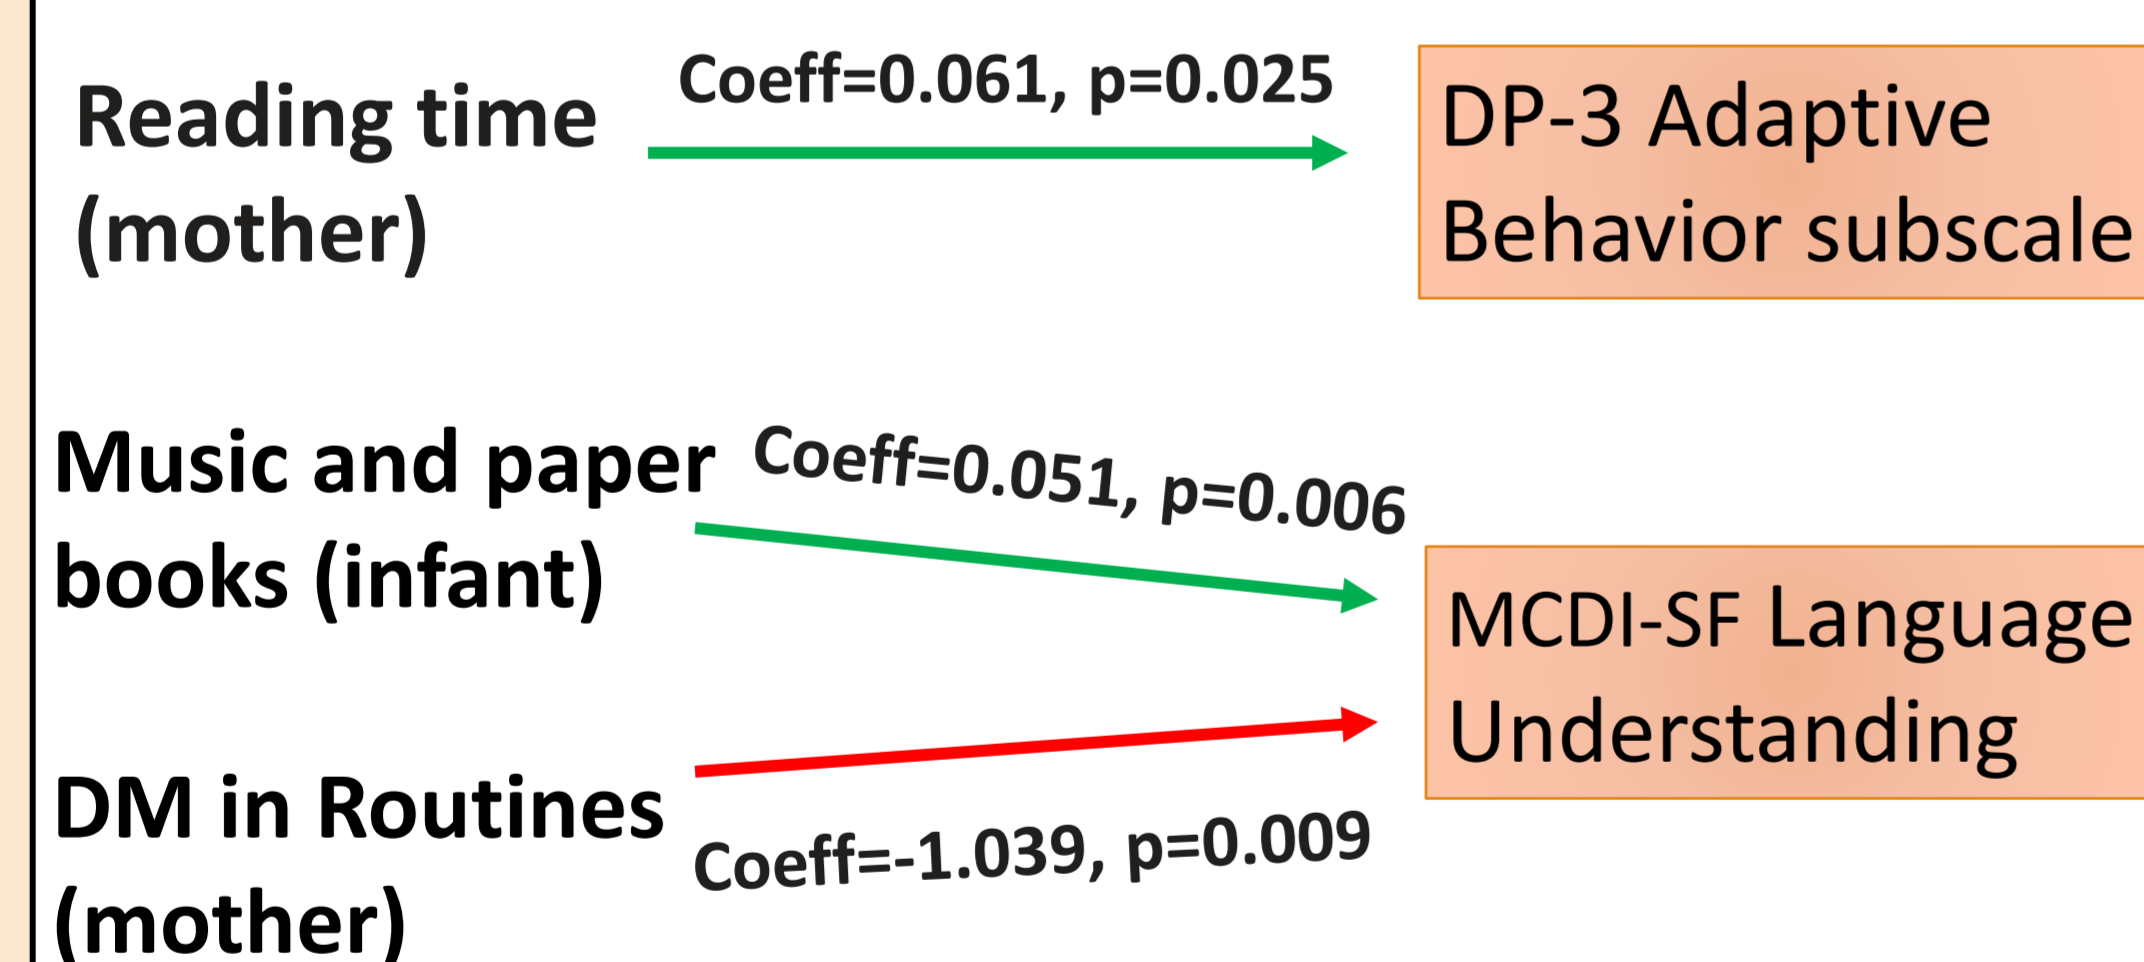 Reading time
(mother)
Coeff=0.061, p=0.025
DP-3 Adaptive
Behavior subscale
Music and paper
books (infant)
Coeff=0.051, p=0.006
MCDI-SF Language
Understanding
DM in Routines
(mother)
Coeff=-1.039, p=0.009